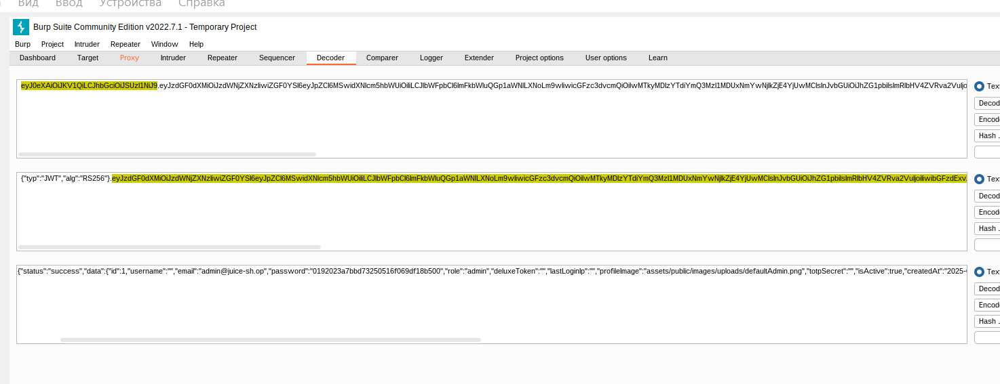 Вид Ввод Устройства Справка
Burp Suite Community Edition v2022.7.1 - Temporary Project
Burp Project Intruder Repeater Window Help
Dashboard Target Proxy Intruder Repeater Sequencer Decoder Comparer Logger Extender Project options User options Learn
eyJ0eXAiOiJKV1QiLCJhbGciOiJSUzI1NiJ9.eyJzdGF0dXMiOiJzdWNjZXNzIiwiZGF0YSI6eyJpZCI6MSwidXNlcm5hbWUiOiIiLCJlbWFpbCI6ImFkbWluQGp1aWNlLXNoLm9wIiwicGFzc3dvcmQiOiIwMTkyMDIzYTdiYmQ3MzI1MDUxNmYwNjlkZjE4YjUwMCIsInJvbGUiOiJhZG1pbiIsImRlbHV4ZVRva2VuIjo
Text
Decod
Encode
Hash .
{"typ":"JWT","alg":"RS256"}.eyJzdGF0dXMiOiJzdWNjZXNzIiwiZGF0YSI6eyJpZCI6MSwidXNlcm5hbWUiOiIiLCJlbWFpbCI6ImFkbWluQGp1aWNlLXNoLm9wIiwicGFzc3dvcmQiOiIwMTkyMDIzYTdiYmQ3MzI1MDUxNmYwNjlkZjE4YjUwMCIsInJvbGUiOiJhZG1pbiIsImRlbHV4ZVRva2VuIjoiIiwibGFzdExv
Text
Decod
Encode
Hash .
{"status":"success","data":{"id":1,"username":"","email":"admin@juice-sh.op","password":"0192023a7bbd73250516f069df18b500","role":"admin","deluxeToken":"","lastLoginIp":"","profileImage":"assets/public/images/uploads/defaultAdmin.png","totpSecret":"","isActive":true,"createdAt":"2025-
Text
Decod
Encode
Hash .